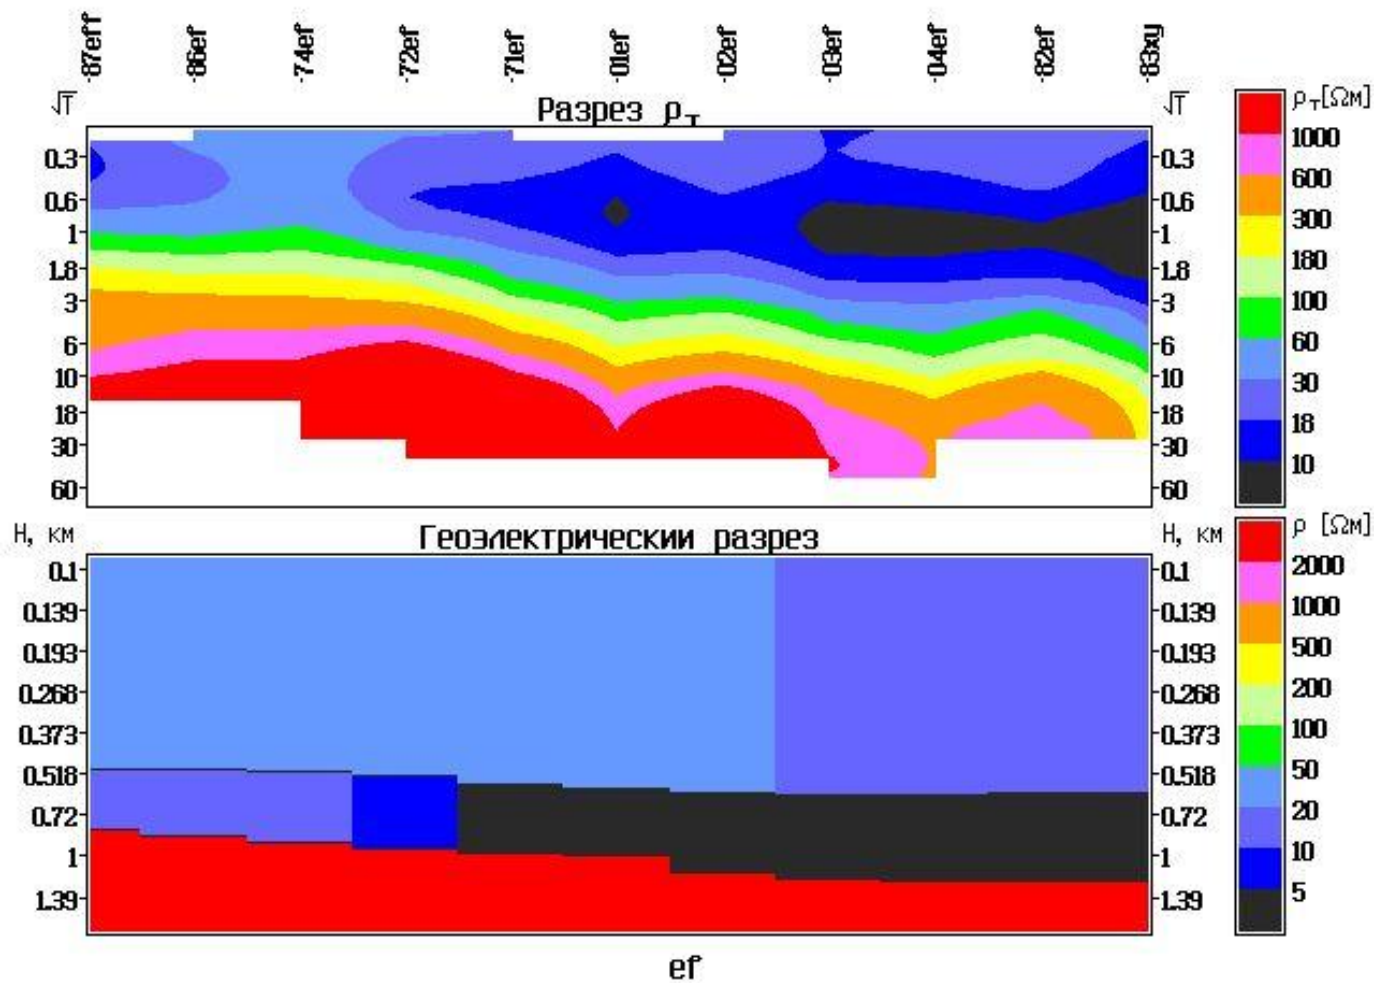 -87eff -86ef -74ef -72ef -71ef -01ef -02ef -03ef -04ef -82ef -83xy
√T Разрез ρT √T ρT[Ωм]
0.3 0.3 1000
0.6 0.6 600
1 1 300
1.8 1.8 180
3 3 100
6 6 60
10 10 30
18 18 18
30 30 10
60 60
H, км Геоэлектрический разрез H, км ρ [Ωм]
0.1 0.1 2000
0.139 0.139 1000
0.193 0.193 500
0.268 0.268 200
0.373 0.373 100
0.518 0.518 50
0.72 0.72 20
1 1 10
1.39 1.39 5
ef